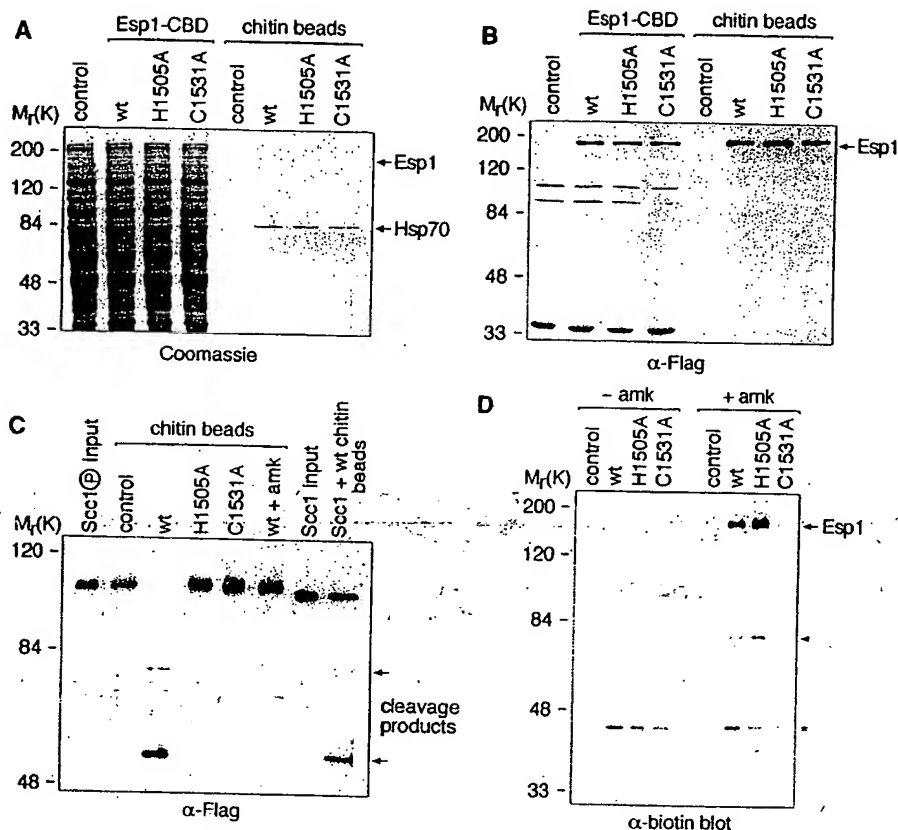 A
Esp1-CBD
chitin beads
control
wt
H1505A
C1531A
control
wt
H1505A
C1531A
Mr(K)
200
120
84
48
33
Esp1
Hsp70
Coomassie
B
Esp1-CBD
chitin beads
control
wt
H1505A
C1531A
control
wt
H1505A
C1531A
Mr(K)
200
120
84
48
33
Esp1
α-Flag
C
chitin beads
Scc1Ⓟ Input
control
wt
H1505A
C1531A
wt + amk
Scc1 Input
Scc1 + wt chitin
beads
Mr(K)
120
84
48
cleavage
products
α-Flag
D
- amk
+ amk
control
wt
H1505A
C1531A
control
wt
H1505A
C1531A
Mr(K)
200
120
84
48
33
Esp1
*
α-biotin blot